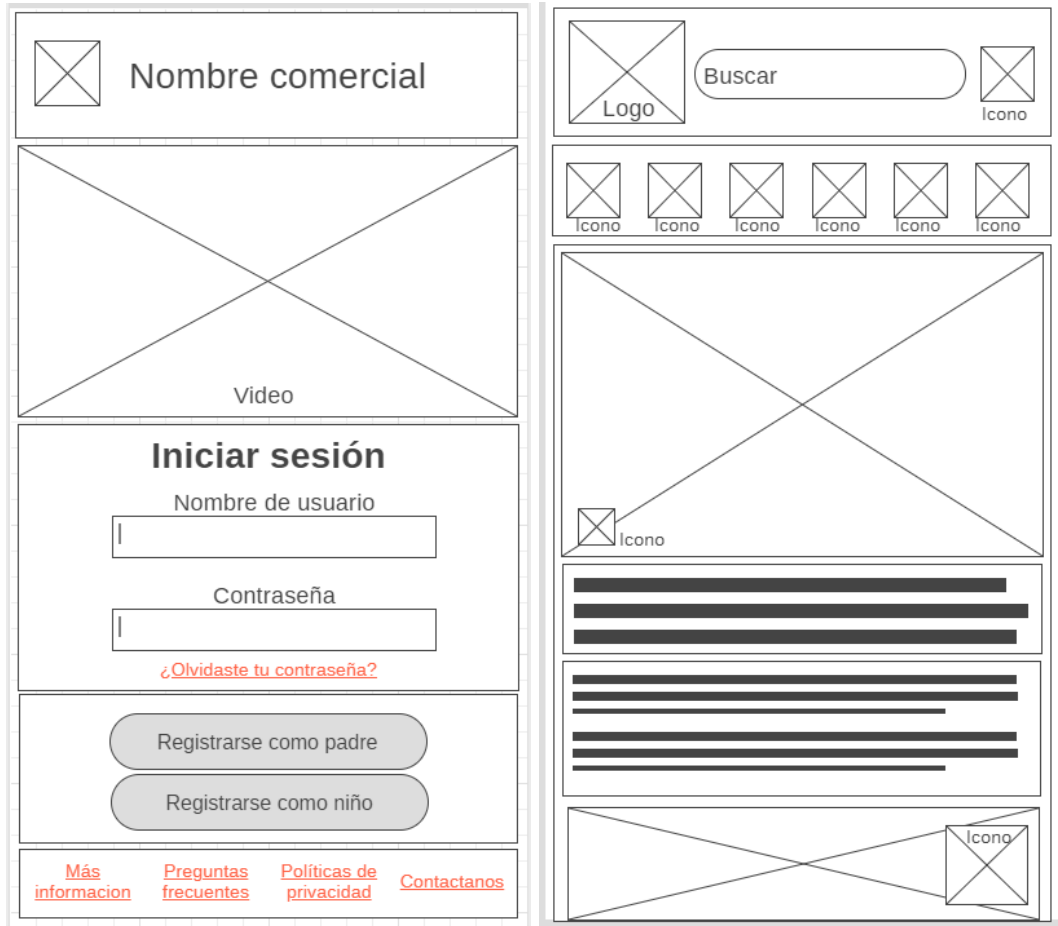 Nombre comercial
Video
Iniciar sesión
Nombre de usuario
Contraseña
¿Olvidaste tu contraseña?
Registrarse como padre
Registrarse como niño
Más
informacion
Preguntas
frecuentes
Políticas de
privacidad
Contactanos
Logo
Buscar
Icono
Icono
Icono
Icono
Icono
Icono
Icono
Icono
Icono